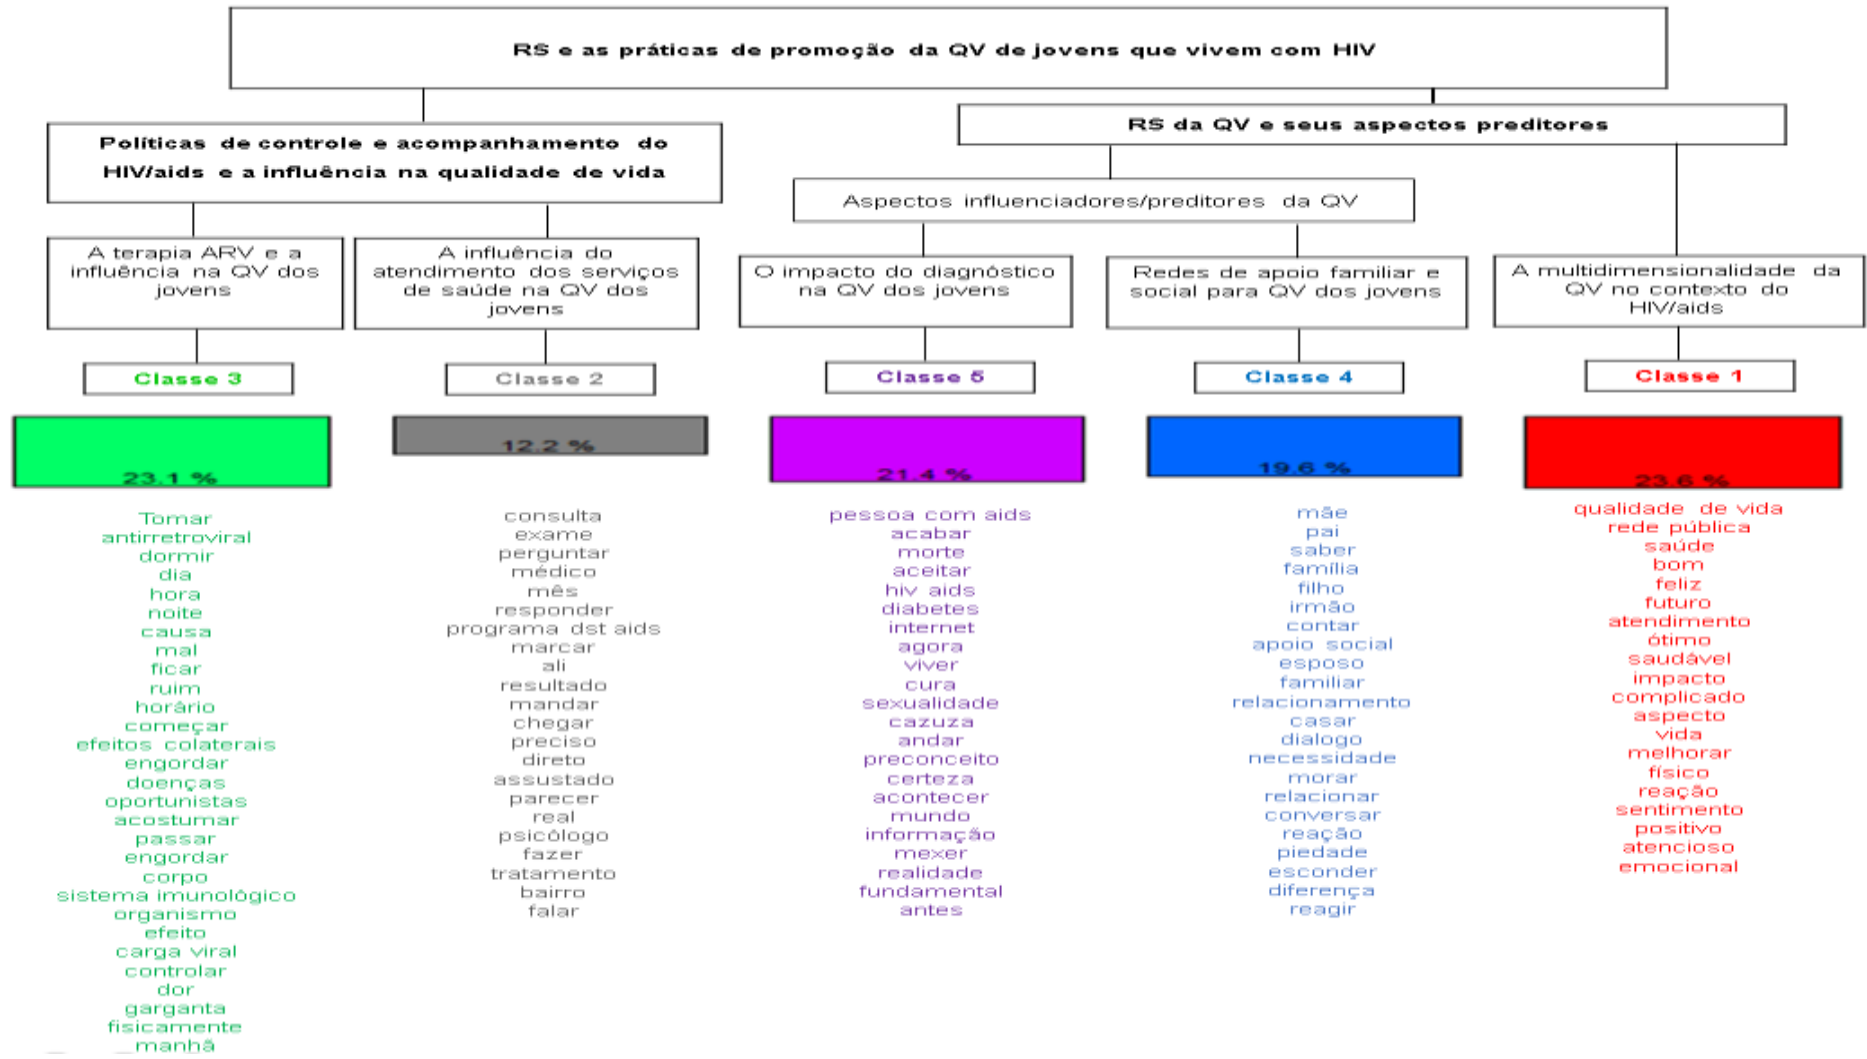 RS e as práticas de promoção da QV de jovens que vivem com HIV
Políticas de controle e acompanhamento do
HIV/aids e a influência na qualidade de vida
RS da QV e seus aspectos preditores
Aspectos influenciadores/preditores da QV
A terapia ARV e a
influência na QV dos
jovens
A influência do
atendimento dos serviços
de saúde na QV dos
jovens
O impacto do diagnóstico
na QV dos jovens
Redes de apoio familiar e
social para QV dos jovens
A multidimensionalidade da
QV no contexto do
HIV/aids
Classe 3
Classe 2
Classe 5
Classe 4
Classe 1
23.1 %
12.2 %
21.4 %
19.6 %
23.6 %
Tomar
antirretroviral
dormir
dia
hora
noite
causa
mal
ficar
ruim
horário
começar
efeitos colaterais
engordar
doenças
oportunistas
acostumar
passar
engordar
corpo
sistema imunológico
organismo
efeito
carga viral
controlar
dor
garganta
fisicamente
manhã
consulta
exame
perguntar
médico
mês
responder
programa dst aids
marcar
ali
resultado
mandar
chegar
preciso
direto
assustado
parecer
real
psicólogo
fazer
tratamento
bairro
falar
pessoa com aids
acabar
morte
aceitar
hiv aids
diabetes
internet
agora
viver
cura
sexualidade
cazuza
andar
preconceito
certeza
acontecer
mundo
informação
mexer
realidade
fundamental
antes
mãe
pai
saber
família
filho
irmão
contar
apoio social
esposo
familiar
relacionamento
casar
dialogo
necessidade
morar
relacionar
conversar
reação
piedade
esconder
diferença
reagir
qualidade de vida
rede pública
saúde
bom
feliz
futuro
atendimento
ótimo
saudável
impacto
complicado
aspecto
vida
melhorar
físico
reação
sentimento
positivo
atencioso
emocional